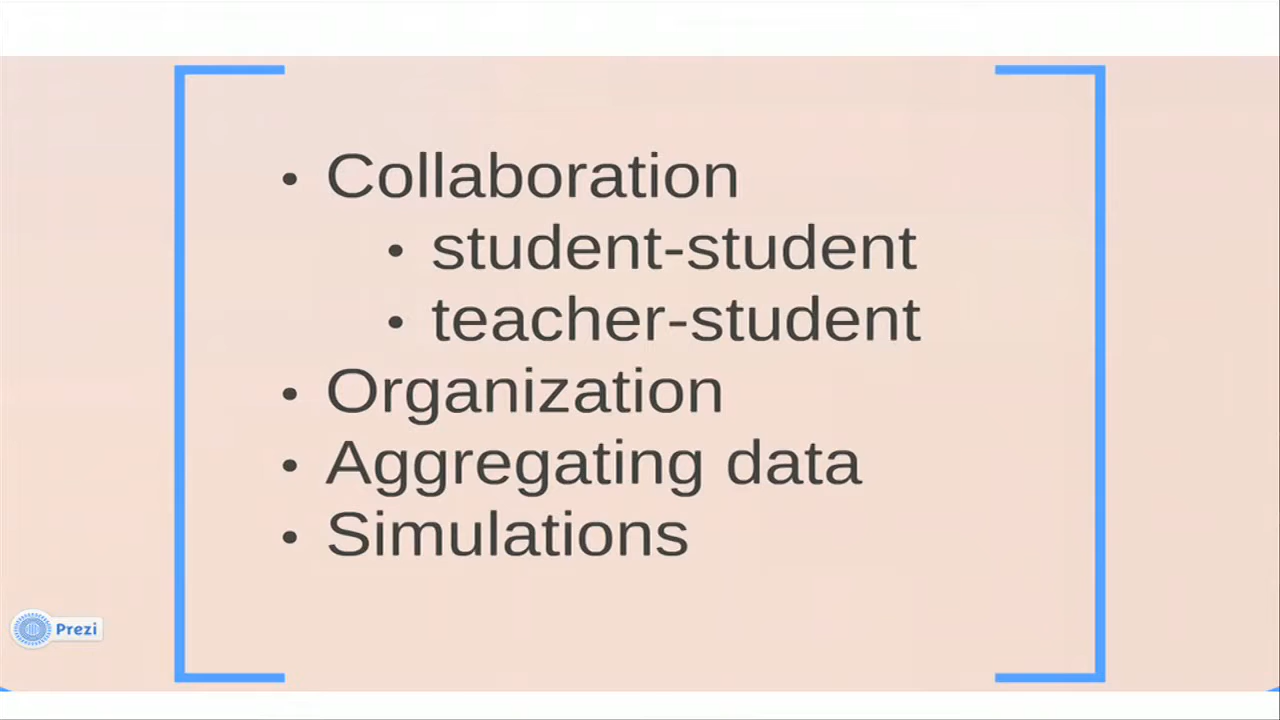 • Collaboration
• student-student
• teacher-student
• Organization
• Aggregating data
• Simulations
Prezi